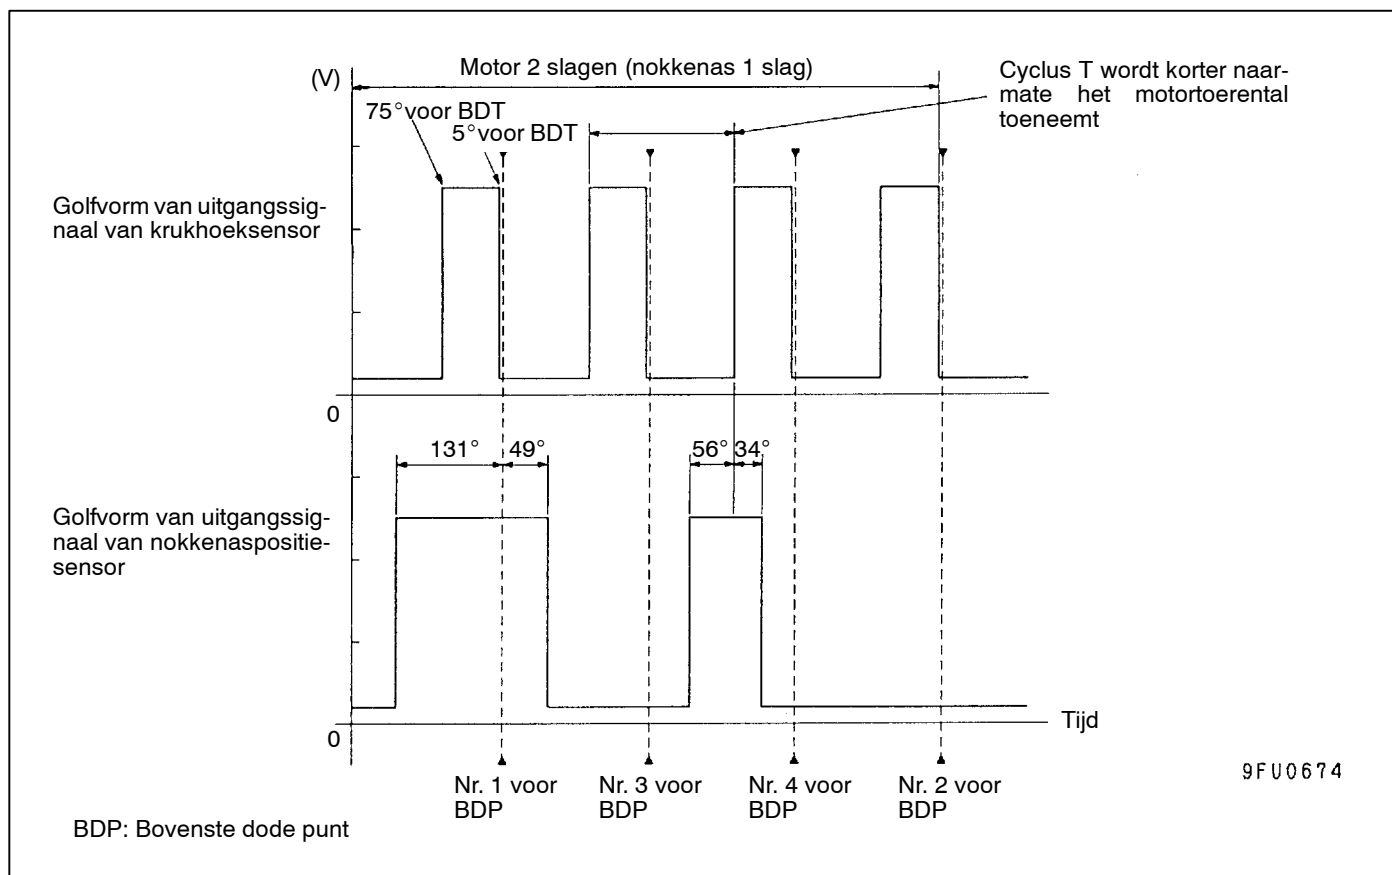 Motor 2 slagen (nokkenas 1 slag)
(V)
Cyclus T wordt korter naar-
mate het motortoerental
toeneemt
75°voor BDT
5°voor BDT
Golfvorm van uitgangssig-
naal van krukhoeksensor
0
131°
49°
56°
34°
Golfvorm van uitgangssig-
naal van nokkenaspositie-
sensor
0
Tijd
Nr. 1 voor
BDP
Nr. 3 voor
BDP
Nr. 4 voor
BDP
Nr. 2 voor
BDP
9FU0674
BDP: Bovenste dode punt